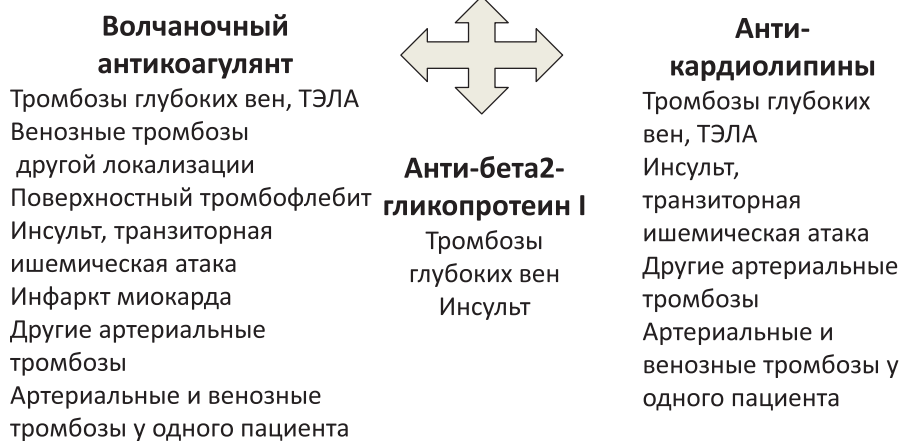 Волчаночный
антикоагулянт
Тромбозы глубоких вен, ТЭЛА
Венозные тромбозы
другой локализации
Поверхностный тромбофлебит
Инсульт, транзиторная
ишемическая атака
Инфаркт миокарда
Другие артериальные
тромбозы
Артериальные и венозные
тромбозы у одного пациента
Анти-бета2-
гликопротеин I
Тромбозы
глубоких вен
Инсульт
Анти-
кардиолипины
Тромбозы глубоких
вен, ТЭЛА
Инсульт,
транзиторная
ишемическая атака
Другие артериальные
тромбозы
Артериальные и
венозные тромбозы у
одного пациента